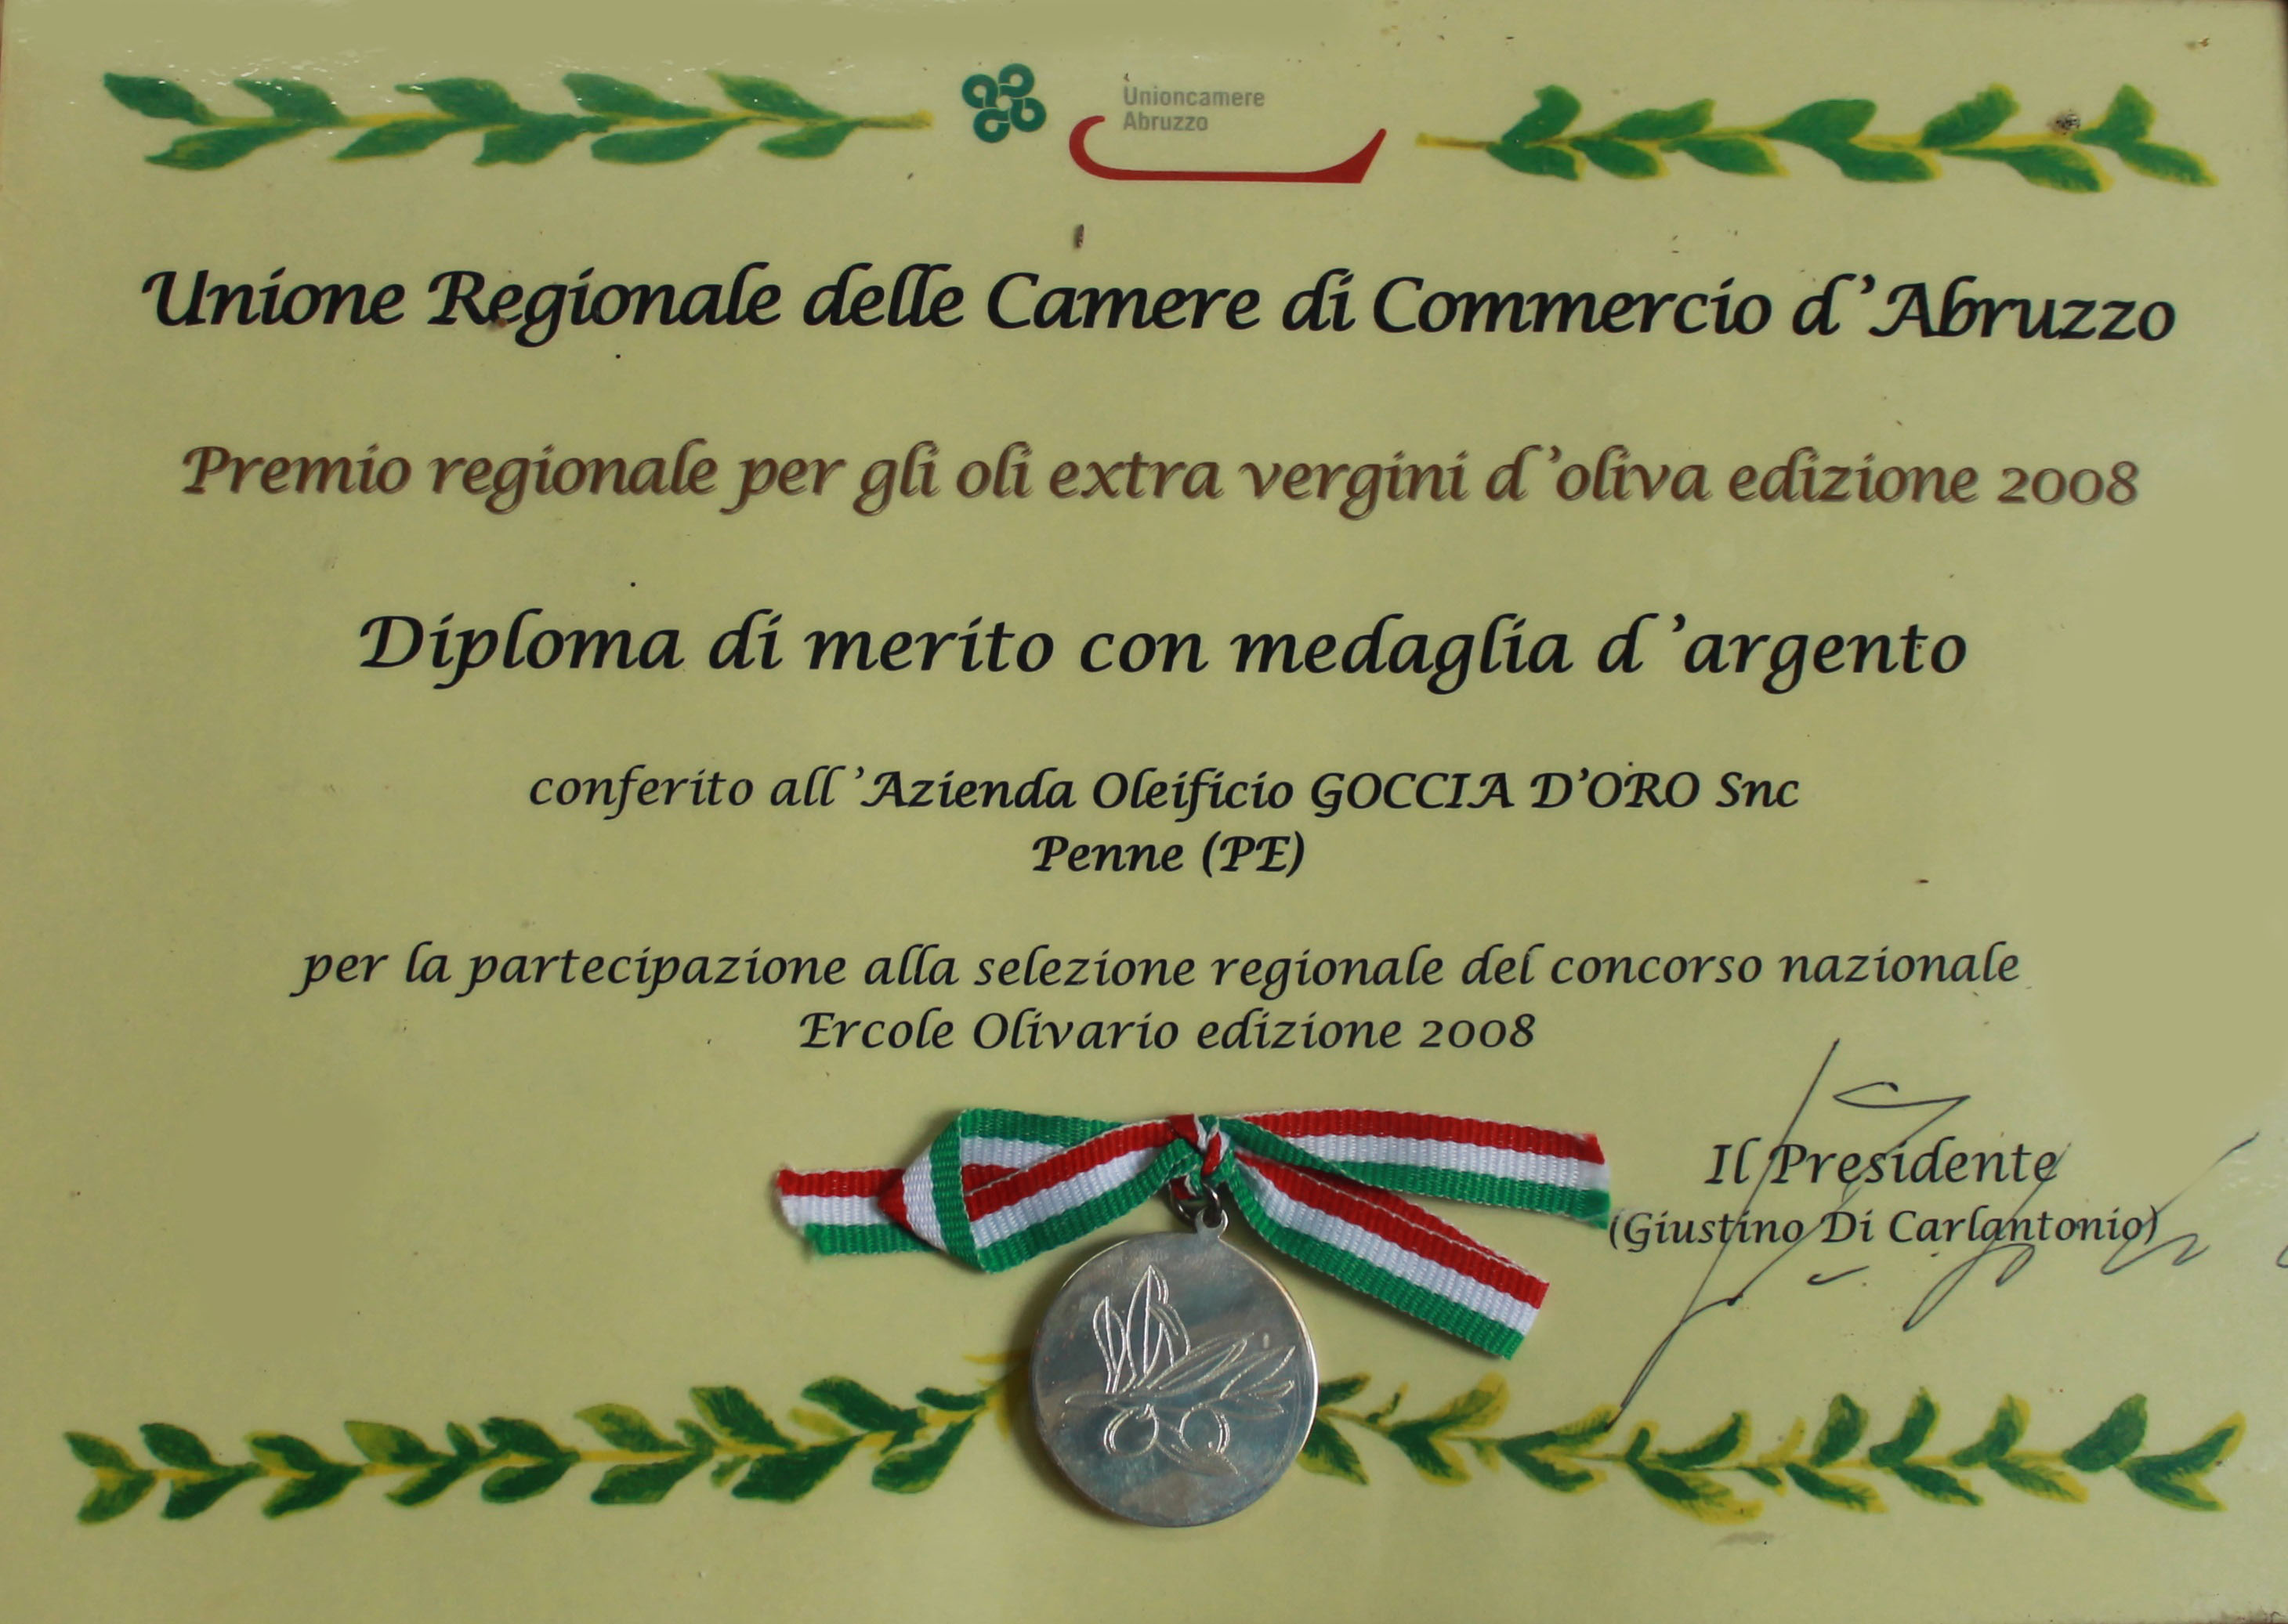 Unioncamere
Abruzzo
Unione Regionale delle Camere di Commercio d'Abruzzo
Premio regionale per gli oli extra vergini d'oliva edizione 2008
Diploma di merito con medaglia d'argento
conferito all'Azienda Oleificio GOCCIA D'ORO Snc
Penne (PE)
per la partecipazione alla selezione regionale del concorso nazionale
Ercole Olivario edizione 2008
Il Presidente
(Giustino Di Carlantonio)